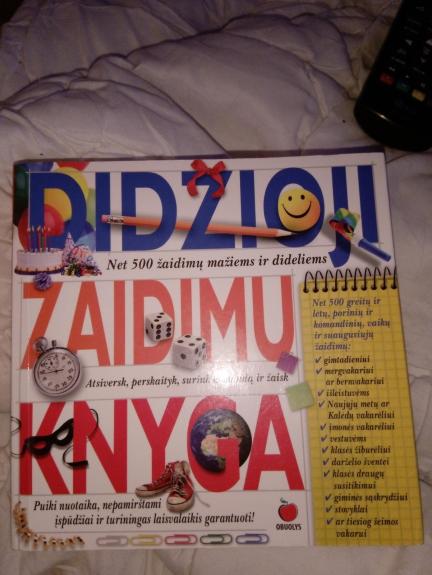 DIDŽIOJI
Net 500 žaidimų mažiems ir dideliems
ŽAIDIMŲ
Atsiversk, perskaityk, surink ir žaisk
KNYGA
Puiki nuotaika, nepamirštami
įspūdžiai ir turiningas laisvalaikis garantuoti!
OBUOLYS
Net 500 greitų ir
lėtų, porinių ir
komandinių, vaikų
ir suaugusiųjų
žaidimų:
✓ gimtadieniui
✓ mergvakariui
ar bernvakariui
✓ išleistuvėms
✓ Naujųjų metų ar
Kalėdų vakarėliui
✓ įmonės vakarėliui
✓ vestuvėms
✓ klasės žibureliui
✓ darželio šventei
✓ klasės draugų
susitikimui
✓ giminės sąskrydžiui
✓ stovyklai
✓ ar tiesiog šeimos
vakarui